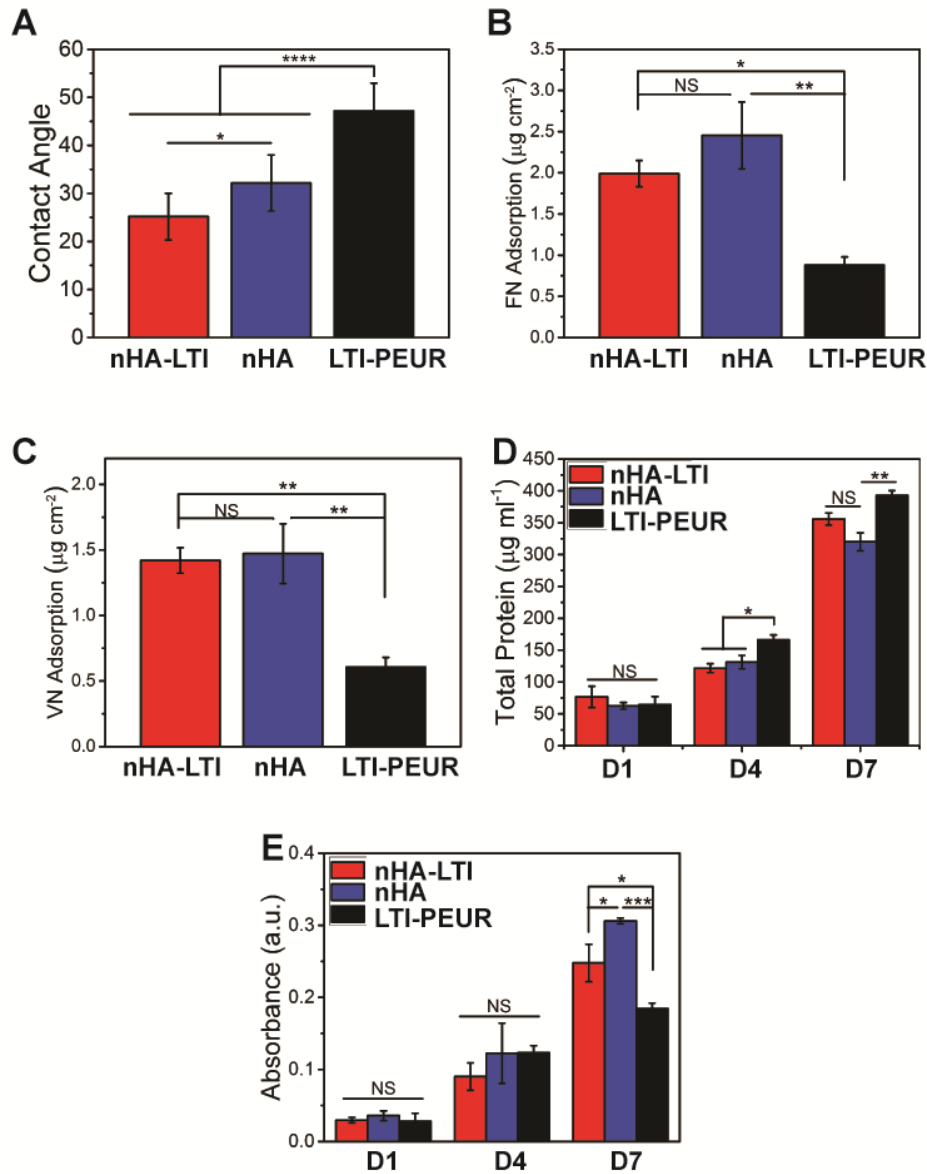 A
Contact Angle
60
50
40
30
20
10
0
****
*
nHA-LTI nHA LTI-PEUR
B
FN Adsorption (μg cm-2)
3.5
3.0
2.5
2.0
1.5
1.0
0.5
0.0
*
NS **
nHA-LTI nHA LTI-PEUR
C
VN Adsorption (μg cm-2)
2.0
1.5
1.0
0.5
0.0
**
NS **
nHA-LTI nHA LTI-PEUR
D
Total Protein (μg ml-1)
450
400
350
300
250
200
150
100
50
0
nHA-LTI
nHA
LTI-PEUR
NS
*
NS **
D1 D4 D7
E
Absorbance (a.u.)
0.4
0.3
0.2
0.1
0.0
nHA-LTI
nHA
LTI-PEUR
NS
NS
*
* ***
D1 D4 D7